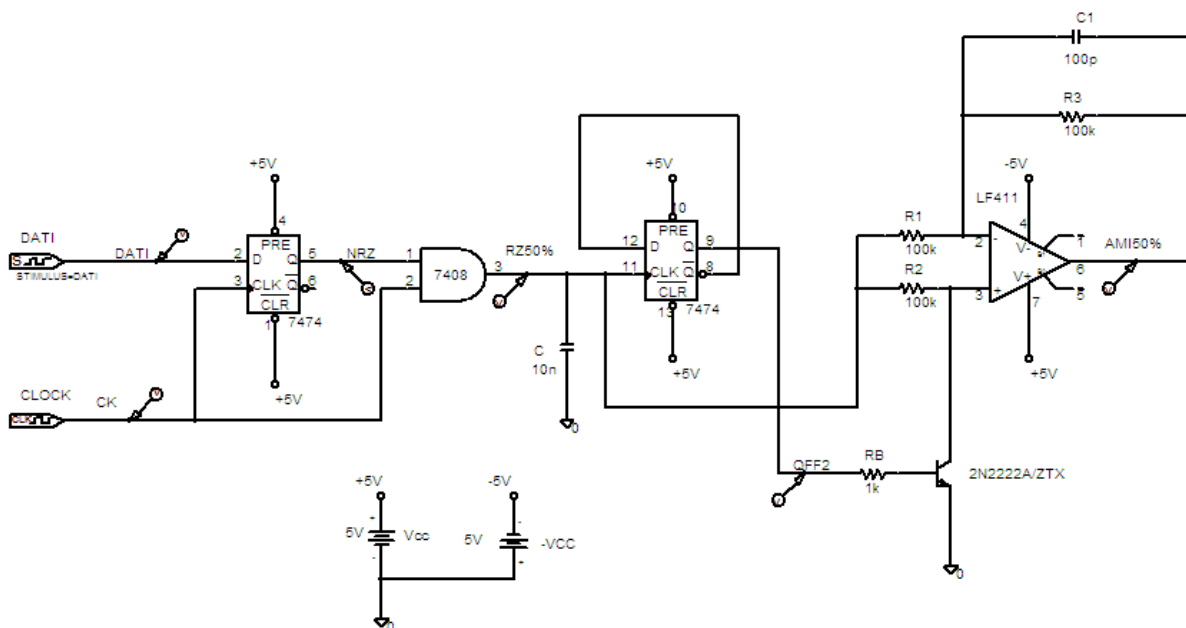 C1
100p
R3
100k
+5V
+5V
-5V
LF411
4
10
R1
100k
2
4
V-
1
DATI
DATI
S
STIMULUS=DATI
2
PRE
D
Q
5
NRZ
1
7408
3
RZ50%
12
PRE
D
Q
9
6
AMI50%
3
CLK
Q
6
2
11
CLK
Q
8
R2
100k
3
V+
7
5
CLR
7474
1
CLR
7474
13
+5V
+5V
+5V
C
10n
0
CLOCK
CLK
CK
QFF2
RB
1k
2N2222A/ZTX
0
+5V
-5V
+
5V
Vcc
-
-
5V
-VCC
+
0